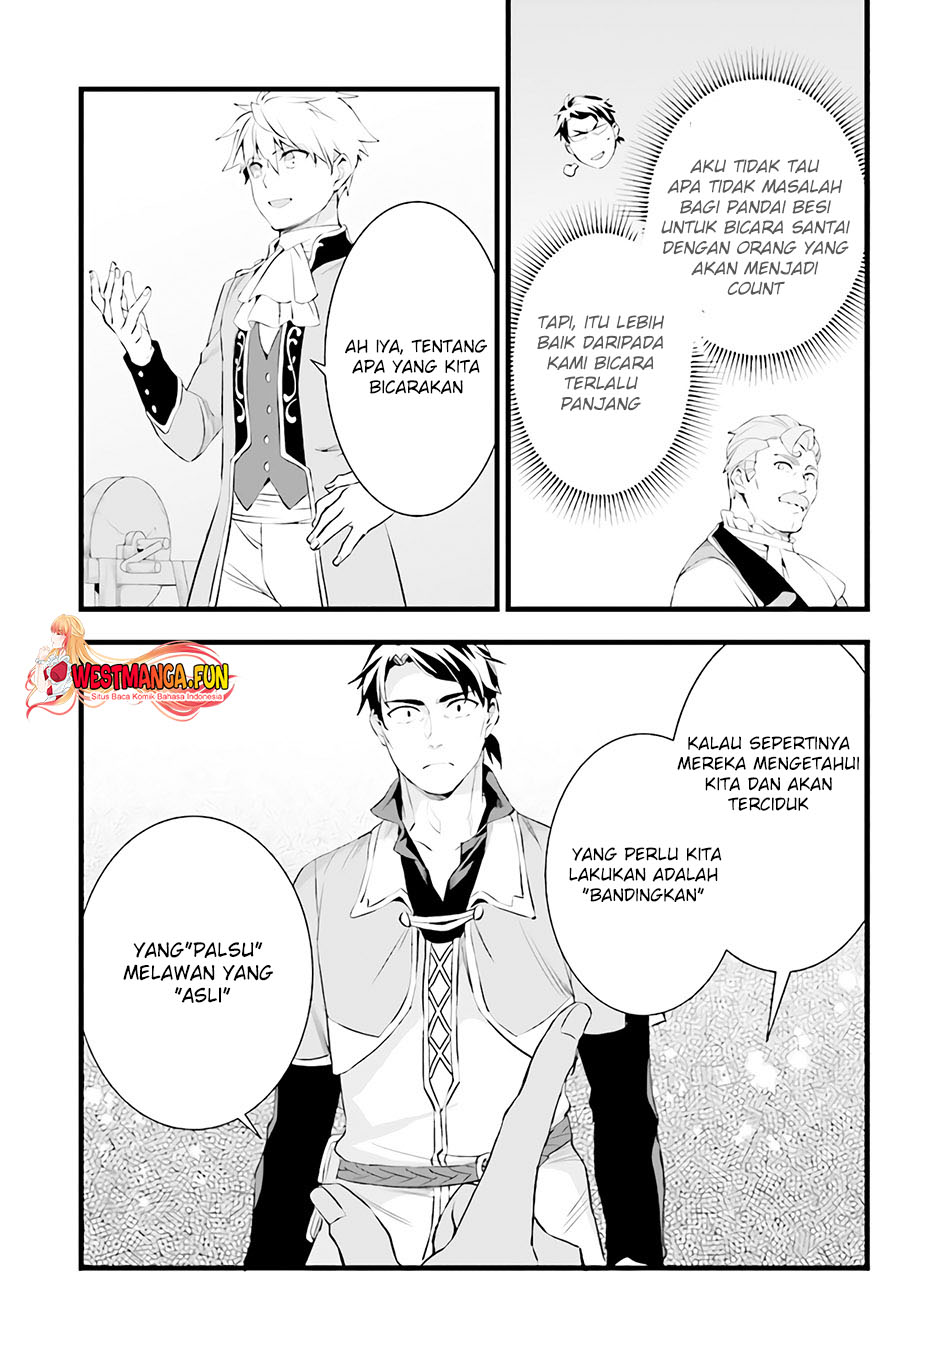 AKU TIDAK TAU
APA TIDAK MASALAH
BAGI PANDAI BESI
UNTUK BICARA SANTAI
DENGAN ORANG YANG
AKAN MENJADI
COUNT
TAPI, ITU LEBIH
BAIK DARIPADA
KAMI BICARA
TERLALU
PANJANG
AH IYA, TENTANG
APA YANG KITA
BICARAKAN
KALAU SEPERTINYA
MEREKA MENGETAHUI
KITA DAN AKAN
TERCIDUK
YANG PERLU KITA
LAKUKAN ADALAH
"BANDINGKAN"
YANG"PALSU"
MELAWAN YANG
"ASLI"
WESTMANGA.FUN
Situs Baca Komik Bahasa Indonesia